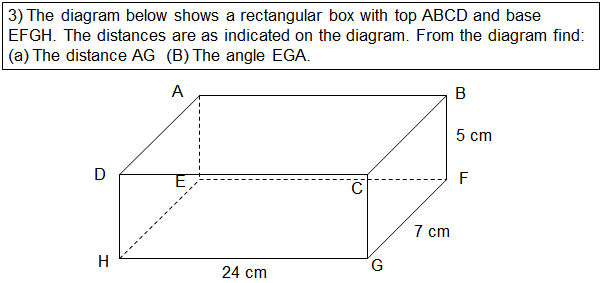 3) The diagram below shows a rectangular box with top ABCD and base
EFGH. The distances are as indicated on the diagram. From the diagram find:
(a) The distance AG (B) The angle EGA.
A
B
5 cm
D
E
C
F
7 cm
H
G
24 cm